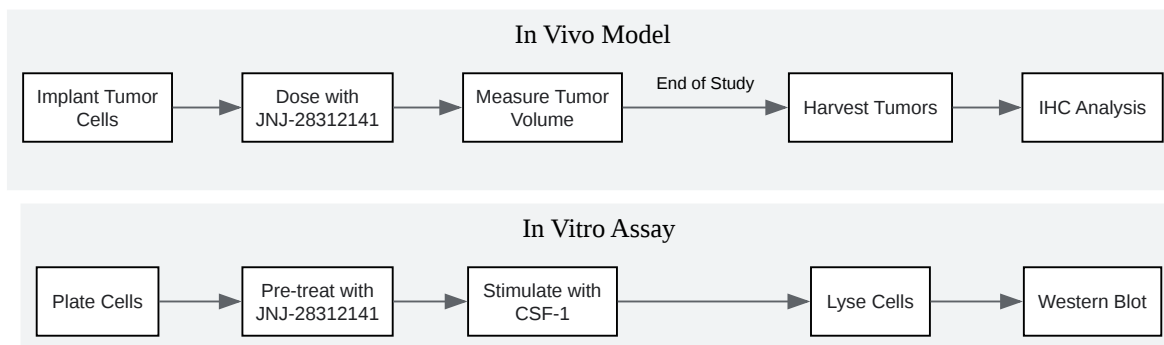 In Vivo Model
Implant Tumor
Cells
Dose with
JNJ-28312141
Measure Tumor
Volume
End of Study
Harvest Tumors
IHC Analysis
In Vitro Assay
Plate Cells
Pre-treat with
JNJ-28312141
Stimulate with
CSF-1
Lyse Cells
Western Blot